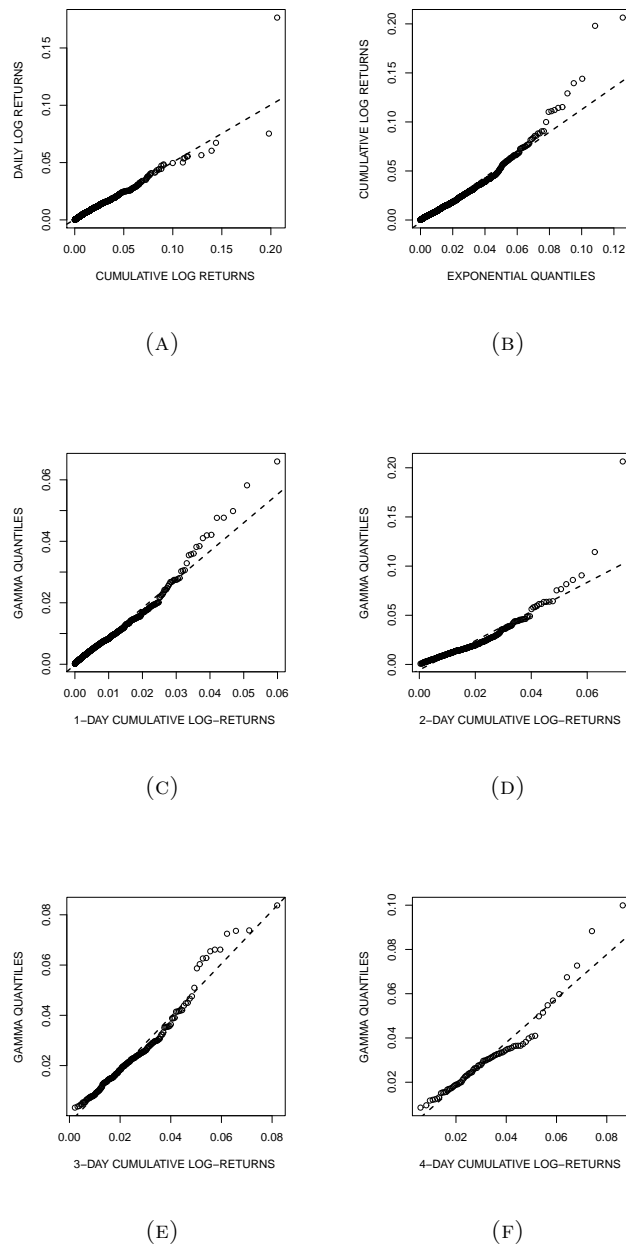 DAILY LOG RETURNS
0.00 0.05 0.10 0.15
0.00 0.05 0.10 0.15 0.20
CUMULATIVE LOG RETURNS
(A)
CUMULATIVE LOG RETURNS
0.00 0.05 0.10 0.15 0.20
0.00 0.02 0.04 0.06 0.08 0.10 0.12
EXPONENTIAL QUANTILES
(B)
GAMMA QUANTILES
0.00 0.02 0.04 0.06
0.00 0.01 0.02 0.03 0.04 0.05 0.06
1−DAY CUMULATIVE LOG−RETURNS
(C)
GAMMA QUANTILES
0.00 0.05 0.10 0.15 0.20
0.00 0.02 0.04 0.06
2−DAY CUMULATIVE LOG−RETURNS
(D)
GAMMA QUANTILES
0.02 0.04 0.06 0.08
0.00 0.02 0.04 0.06 0.08
3−DAY CUMULATIVE LOG−RETURNS
(E)
GAMMA QUANTILES
0.02 0.04 0.06 0.08 0.10
0.02 0.04 0.06 0.08
4−DAY CUMULATIVE LOG−RETURNS
(F)